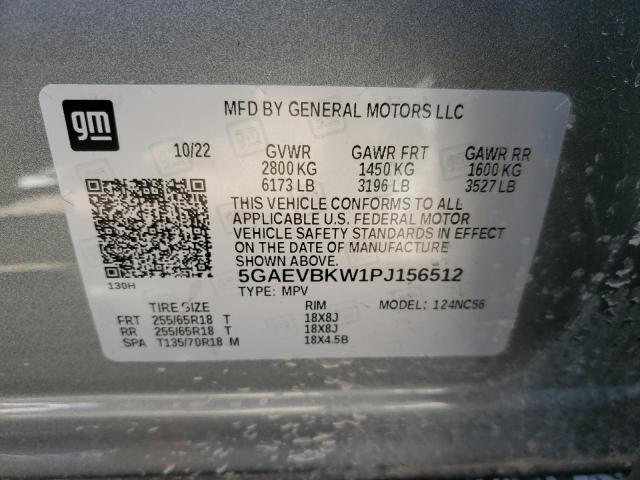 gm
MFD BY GENERAL MOTORS LLC
10/22 GVWR GAWR FRT GAWR RR
2800 KG 1450 KG 1600 KG
6173 LB 3196 LB 3527 LB
THIS VEHICLE CONFORMS TO ALL
APPLICABLE U.S. FEDERAL MOTOR
VEHICLE SAFETY STANDARDS IN EFFECT
ON THE DATE OF MANUFACTURE
5GAEVBKW1PJ156512
130H
TYPE: MPV MODEL: 124NC56
TIRE SIZE RIM
FRT 255/65R18 T 18X8J
RR 255/65R18 T 18X8J
SPA T135/70R18 M 18X4.5B